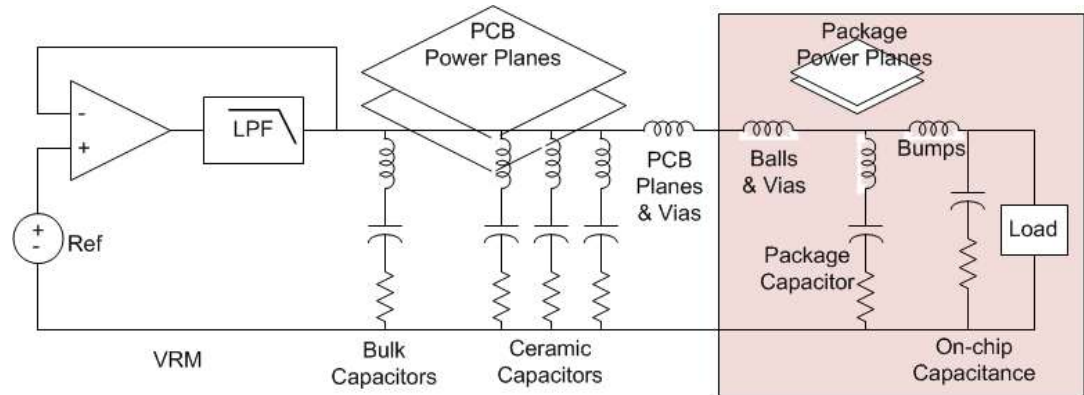 PCB
Power Planes
Package
Power Planes
-
+
LPF
PCB
Planes
& Vias
Balls
& Vias
Bumps
+
-
Ref
Package
Capacitor
Load
VRM
Bulk
Capacitors
Ceramic
Capacitors
On-chip
Capacitance